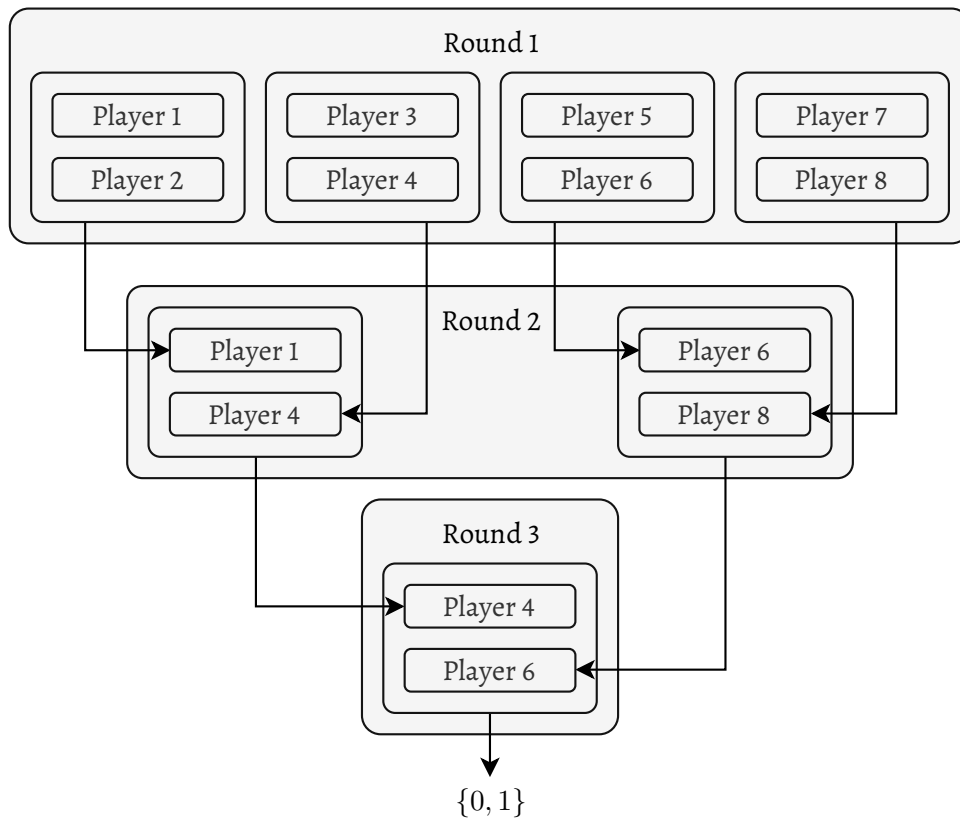 Round 1
Player 1
Player 2
Player 3
Player 4
Player 5
Player 6
Player 7
Player 8
Round 2
Player 1
Player 4
Player 6
Player 8
Round 3
Player 4
Player 6
{0, 1}